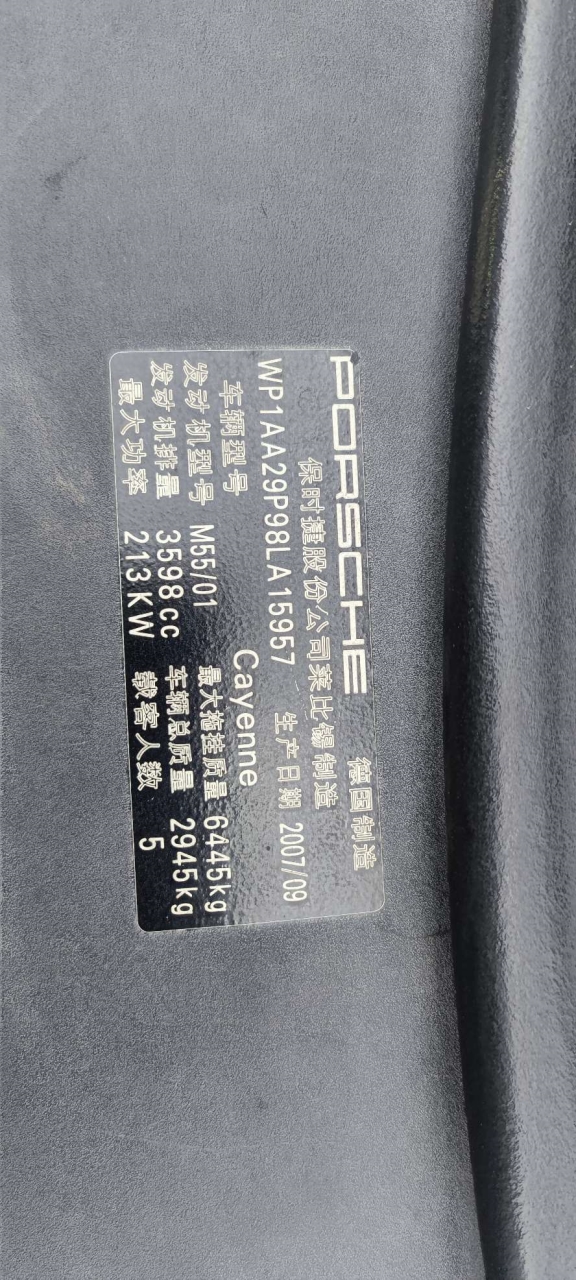 PORSCHE 德国制造
保时捷股份公司莱比锡制造
WP1AA29P98LA15957 生产日期 2007/09
车辆型号 Cayenne
发动机型号 M55/01 最大拖挂质量 6445kg
发动机排量 3598cc 车辆总质量 2945kg
最大功率 213KW 载客人数 5